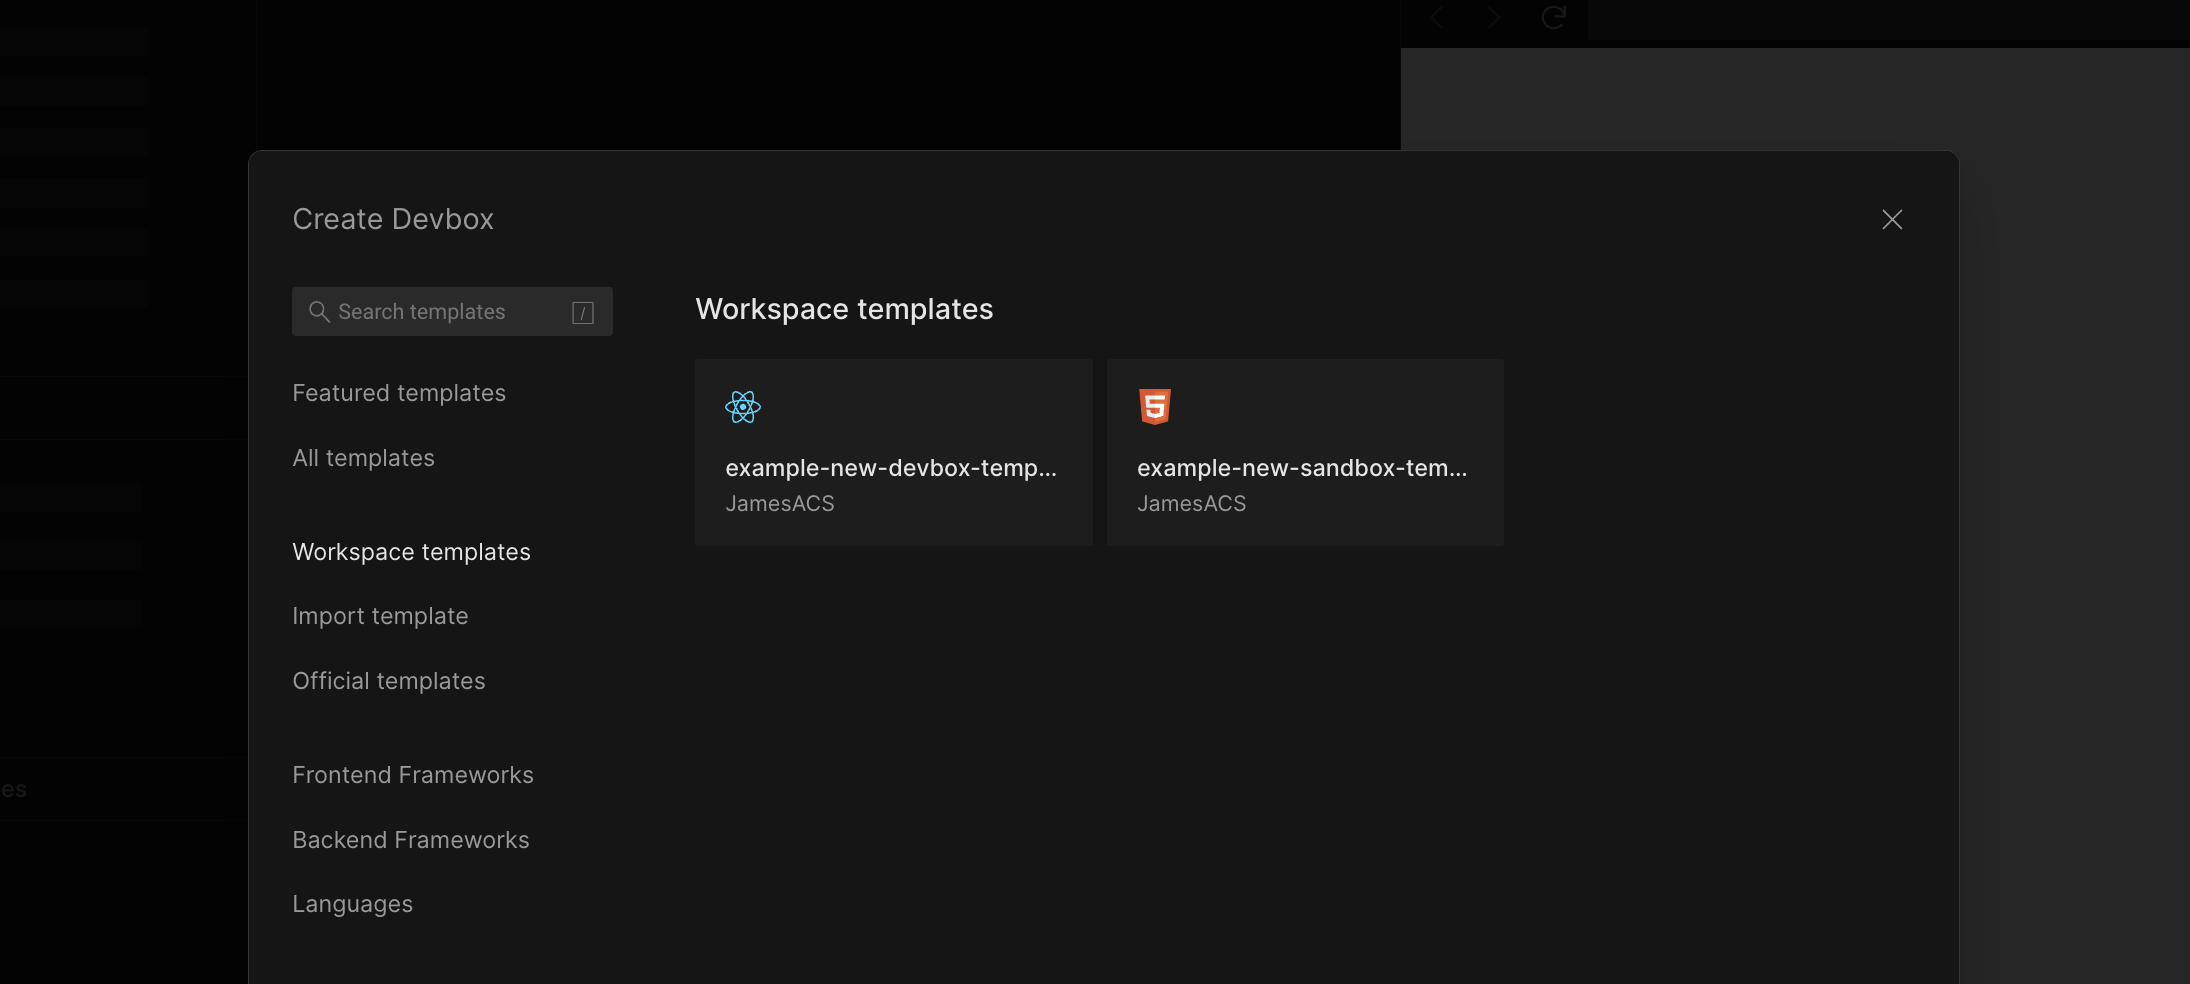 Create Devbox
Search templates /
Featured templates
All templates
Workspace templates
Import template
Official templates
Frontend Frameworks
Backend Frameworks
Languages
Workspace templates
example-new-devbox-temp...
JamesACS
example-new-sandbox-tem...
JamesACS
es